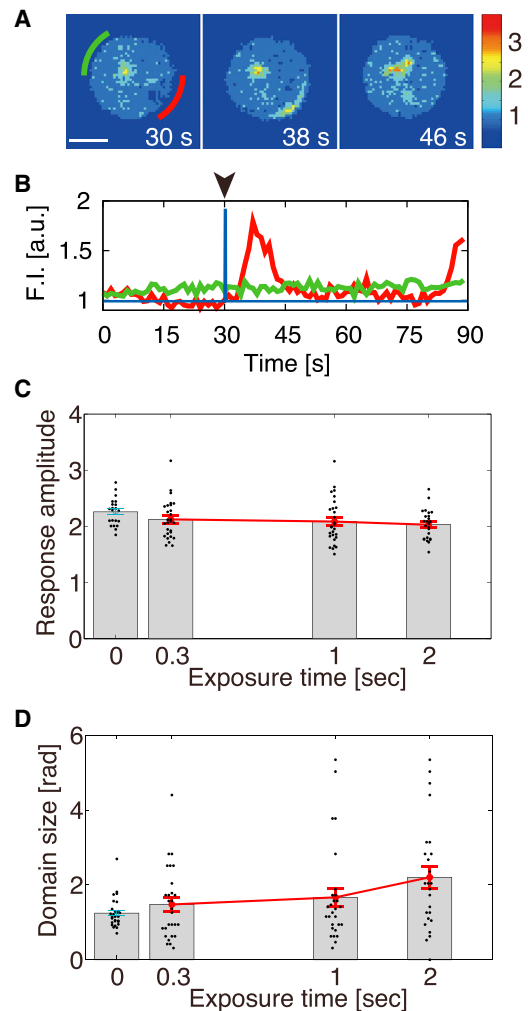 A
30 s
38 s
46 s
3
2
1
B
F.I. [a.u.]
2
1.5
1
0 15 30 45 60 75 90
Time [s]
C
Response amplitude
4
3
2
1
0
0 0.3 1 2
Exposure time [sec]
D
Domain size [rad]
6
4
2
0
0 0.3 1 2
Exposure time [sec]